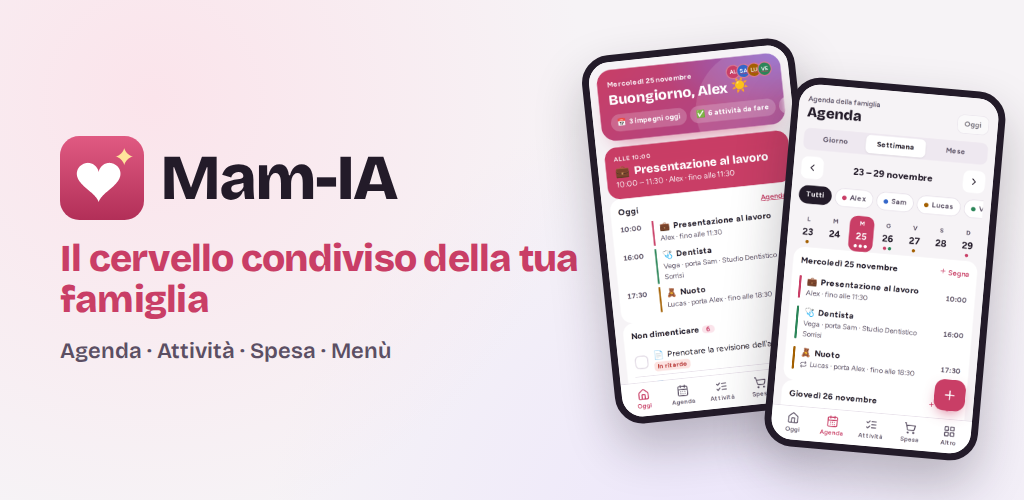 Mam-IA
Il cervello condiviso della tua
famiglia
Agenda · Attività · Spesa · Menù
Mercoledì 25 novembre
Buongiorno, Alex ☀️
AL SA LU VE
📅 3 impegni oggi
✅ 6 attività da fare
ALLE 10:00
💼 Presentazione al lavoro
10:00 – 11:30 · Alex · fino alle 11:30
Oggi
10:00
💼 Presentazione al lavoro
Alex · fino alle 11:30
16:00
🩺 Dentista
Vega · porta Sam · Studio Dentistico
Sorrisi
17:30
🧸 Nuoto
Lucas · porta Alex · fino alle 18:30
Non dimenticare 6
📄 Prenotare la revisione
In ritardo
Oggi
Agenda
Attività
Agenda della famiglia
Agenda
Oggi
Giorno
Settimana
Mese
23 – 29 novembre
Tutti
Alex
Sam
Lucas
L M M G V S D
23 24 25 26 27 28 29
Mercoledì 25 novembre
+ Segna
💼 Presentazione al lavoro
Alex · fino alle 11:30
10:00
🩺 Dentista
Vega · porta Sam · Studio Dentistico
Sorrisi
16:00
🧸 Nuoto
Lucas · porta Alex · fino alle 18:30
17:30
Giovedì 26 novembre
+
Oggi
Agenda
Attività
Spesa
Altro